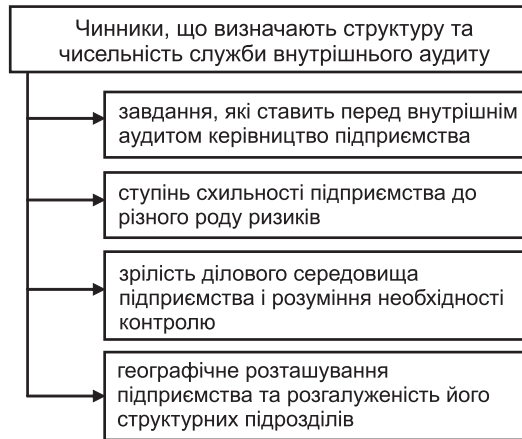 Чинники, що визначають структуру та
чисельність служби внутрішнього аудиту
завдання, які ставить перед внутрішнім
аудитом керівництво підприємства
ступінь схильності підприємства до
різного роду ризиків
зрілість ділового середовища
підприємства і розуміння необхідності
контролю
географічне розташування
підприємства та розгалуженість його
структурних підрозділів